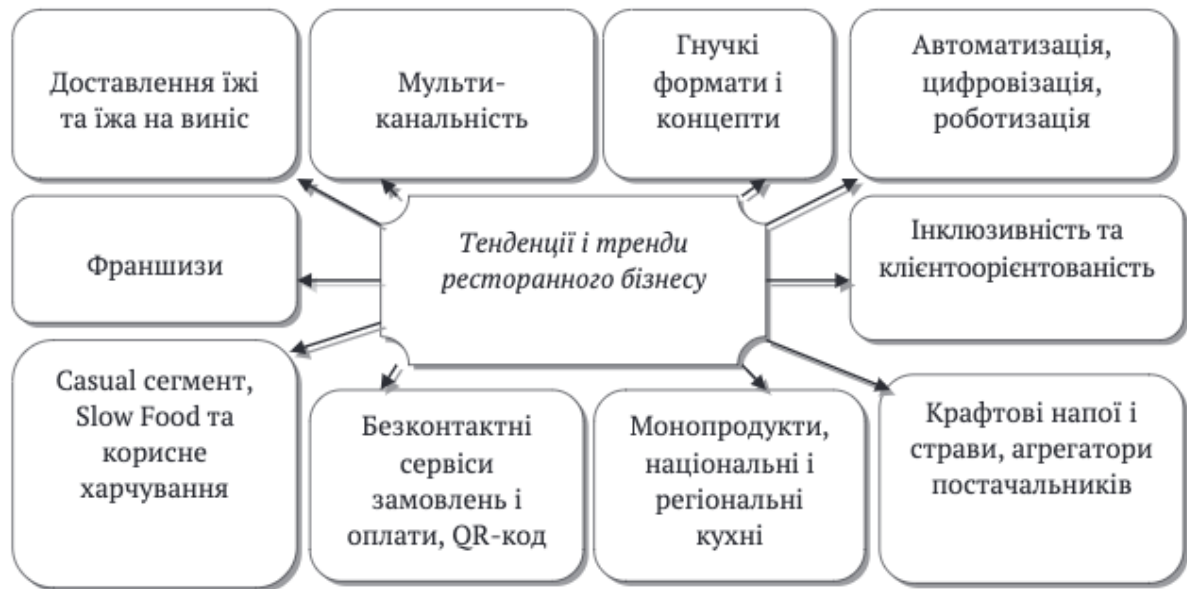 Доставлення їжі
та їжа на виніс
Мульти-
канальність
Гнучкі
формати і
концепти
Автоматизація,
цифровізація,
роботизація
Франшизи
Тенденції і тренди
ресторанного бізнесу
Інклюзивність та
клієнтоорієнтованість
Casual сегмент,
Slow Food та
корисне
харчування
Безконтактні
сервіси
замовлень і
оплати, QR-код
Монопродукти,
національні і
регіональні
кухні
Крафтові напої і
страви, агрегатори
постачальників